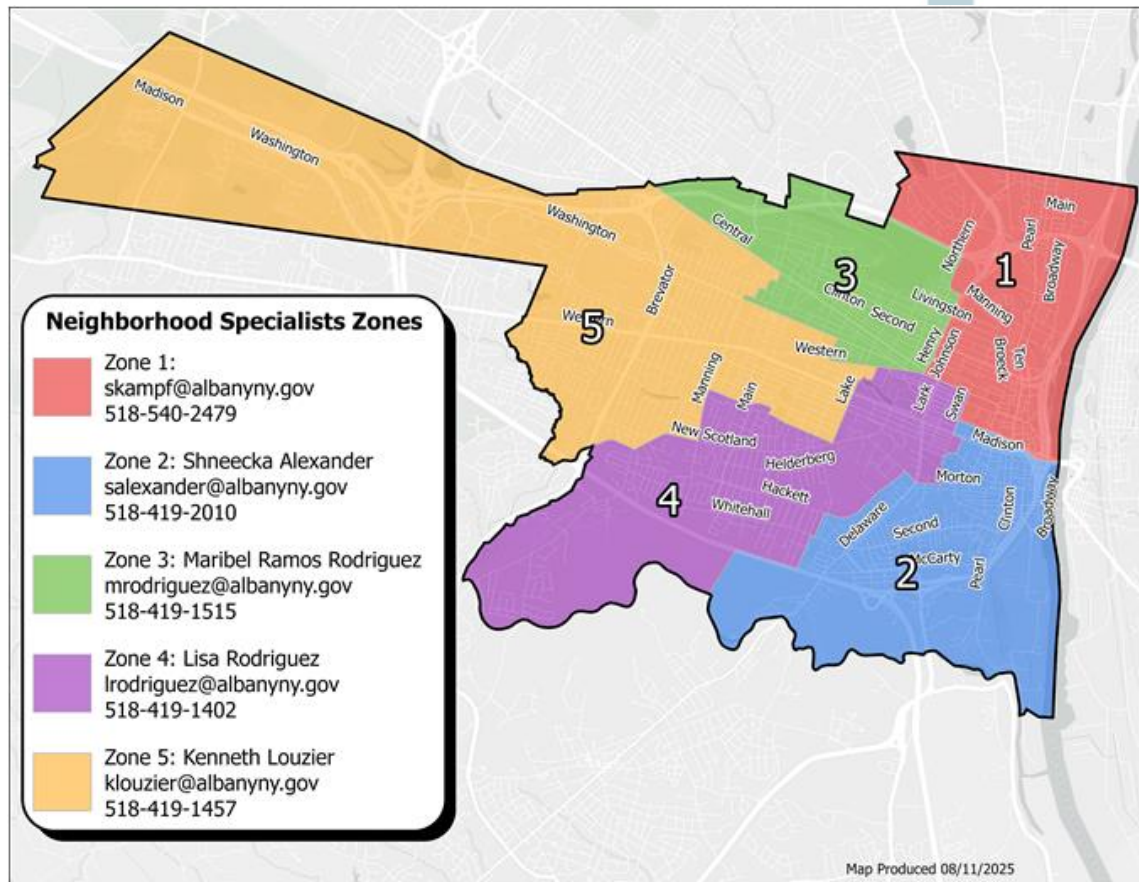 Madison
Washington
Washington
Central
Northern
Main
Pearl
Broadway
1
3
Brevator
Clinton
Second
Livingston
Manning
5
Western
Western
Henry
Johnson
Ten
Broeck
Manning
Main
Lake
Lark
Swan
New Scotland
Madison
Helderberg
Morton
Hackett
4
Whitehall
Delaware
Second
Clinton
Broadway
McCarty
2
Pearl
Neighborhood Specialists Zones
Zone 1:
skampf@albanyny.gov
518-540-2479
Zone 2: Shneecka Alexander
salexander@albanyny.gov
518-419-2010
Zone 3: Maribel Ramos Rodriguez
mrodriguez@albanyny.gov
518-419-1515
Zone 4: Lisa Rodriguez
lrodriguez@albanyny.gov
518-419-1402
Zone 5: Kenneth Louzier
klouzier@albanyny.gov
518-419-1457
Map Produced 08/11/2025